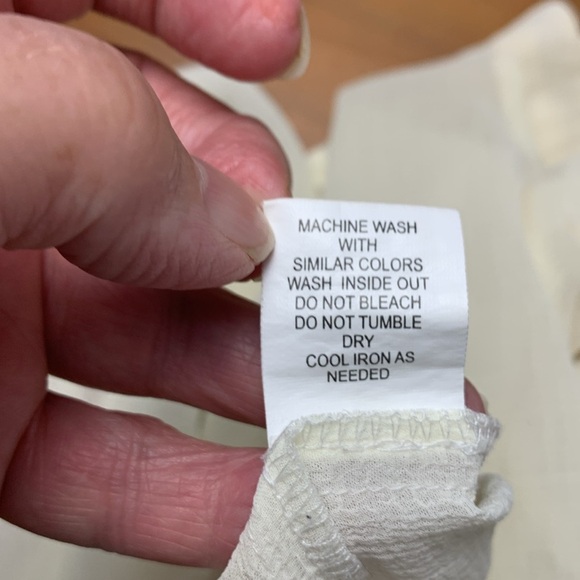 MACHINE WASH
WITH
SIMILAR COLORS
WASH INSIDE OUT
DO NOT BLEACH
DO NOT TUMBLE
DRY
COOL IRON AS
NEEDED